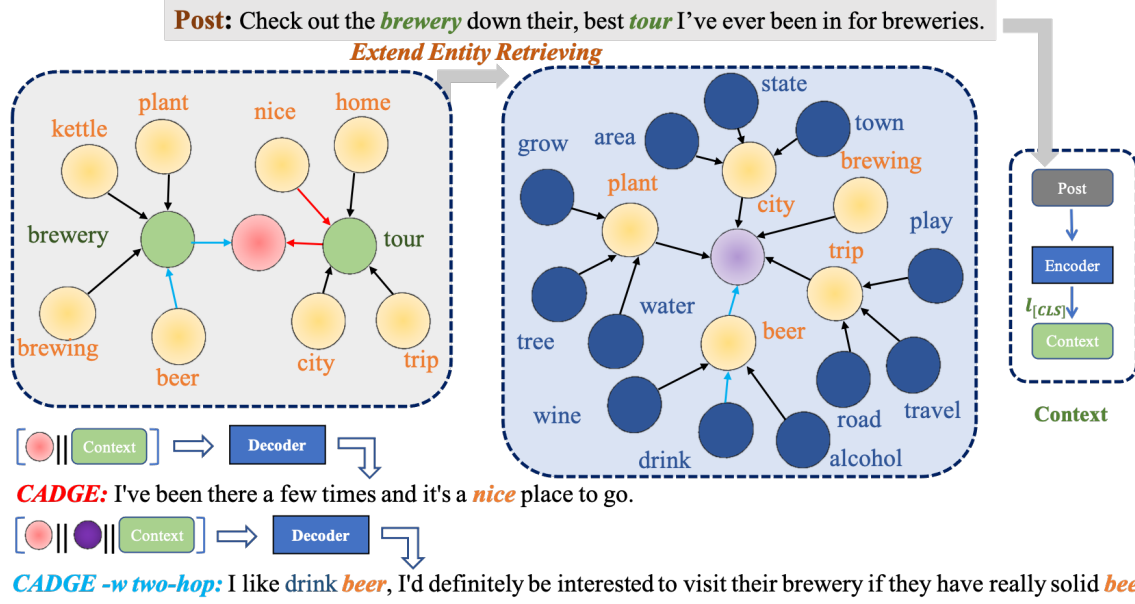 Post: Check out the brewery down their, best tour I've ever been in for breweries.
Extend Entity Retrieving
kettle
plant
nice
home
brewery
tour
brewing
beer
city
trip
state
area
town
grow
plant
city
brewing
trip
play
water
tree
beer
wine
road
travel
drink
alcohol
Post
Encoder
l[CLS]
Context
Context
[ || Context ]
Decoder
CADGE: I've been there a few times and it's a nice place to go.
[ || || Context ]
Decoder
CADGE -w two-hop: I like drink beer, I'd definitely be interested to visit their brewery if they have really solid bee